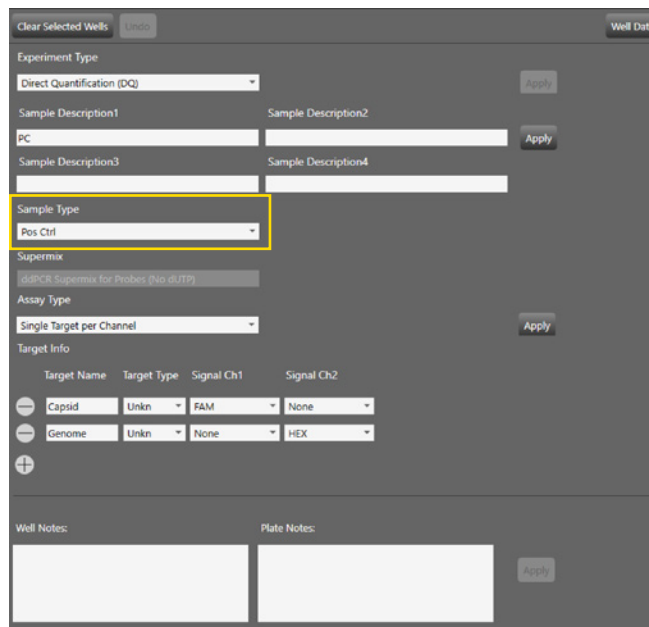 Clear Selected Wells Undo Well Dat
Experiment Type
Direct Quantification (DQ) Apply
Sample Description1 Sample Description2
PC Apply
Sample Description3 Sample Description4
Sample Type
Pos Ctrl
Supermix
ddPCR Supermix for Probes (No dUTP)
Assay Type
Single Target per Channel Apply
Target Info
Target Name Target Type Signal Ch1 Signal Ch2
Capsid Unkn FAM None
Genome Unkn None HEX
Well Notes: Plate Notes:
Apply